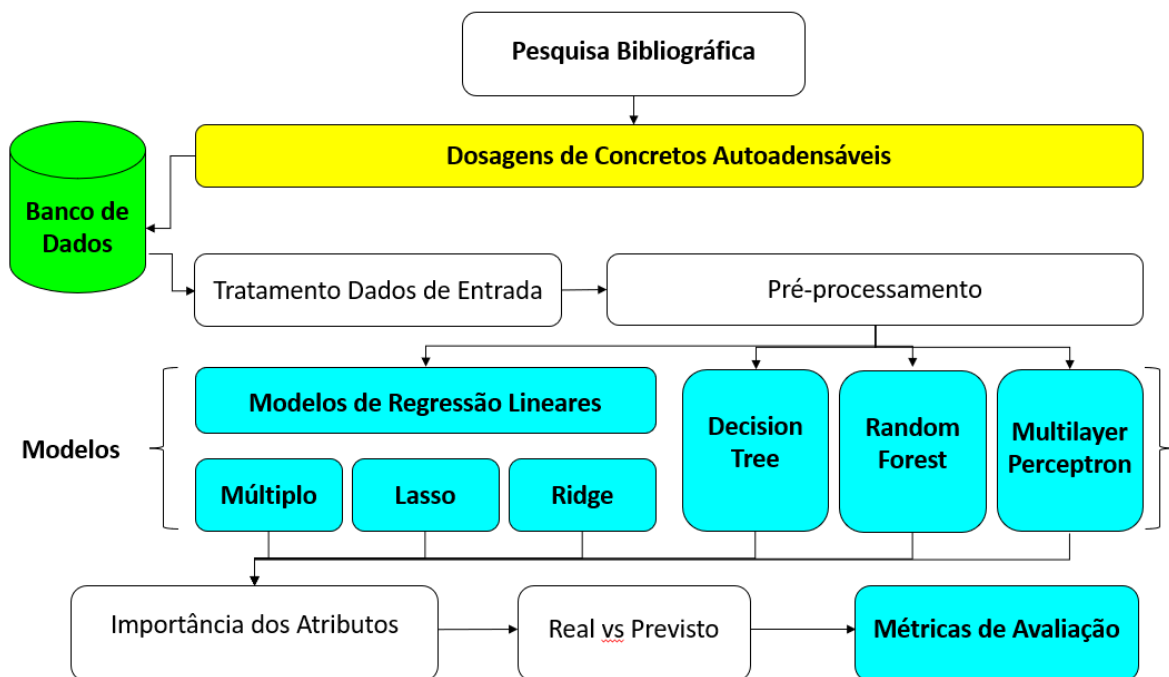 Pesquisa Bibliográfica
Dosagens de Concretos Autoadensáveis
Banco de
Dados
Tratamento Dados de Entrada
Pré-processamento
Modelos
Modelos de Regressão Lineares
Múltiplo
Lasso
Ridge
Decision
Tree
Random
Forest
Multilayer
Perceptron
Importância dos Atributos
Real vs Previsto
Métricas de Avaliação